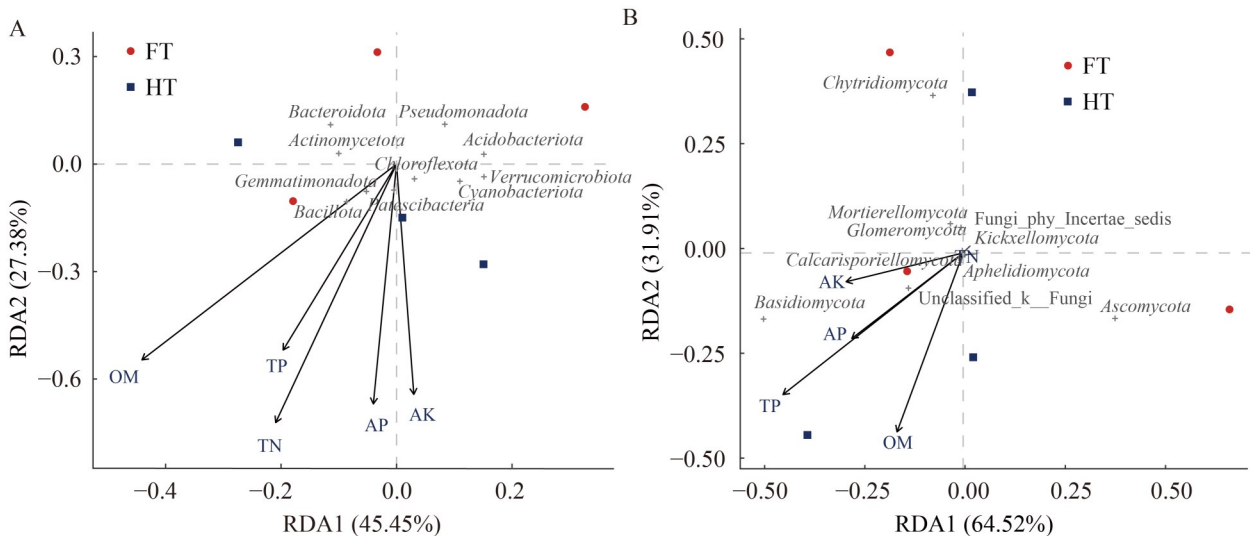 A
FT
HT
0.3
0.0
−0.3
−0.6
RDA2 (27.38%)
Bacteroidota
Pseudomonadota
Actinomycetota
Acidobacteriota
Chloroflexota
Gemmatimonadota
Verrucomicrobiota
Cyanobacteriota
Bacillota
Patescibacteria
OM
TP
TN
AP
AK
−0.4
−0.2
0.0
0.2
RDA1 (45.45%)
B
FT
HT
0.50
0.25
0.00
−0.25
−0.50
RDA2 (31.91%)
Chytridiomycota
Mortierellomycota
Fungi_phy_Incertae_sedis
Glomeromycota
Kickxellomycota
Calcarisporiellomycota
TN
Aphelidiomycota
AK
Basidiomycota
Unclassified_k__Fungi
Ascomycota
AP
TP
OM
−0.50
−0.25
0.00
0.25
0.50
RDA1 (64.52%)